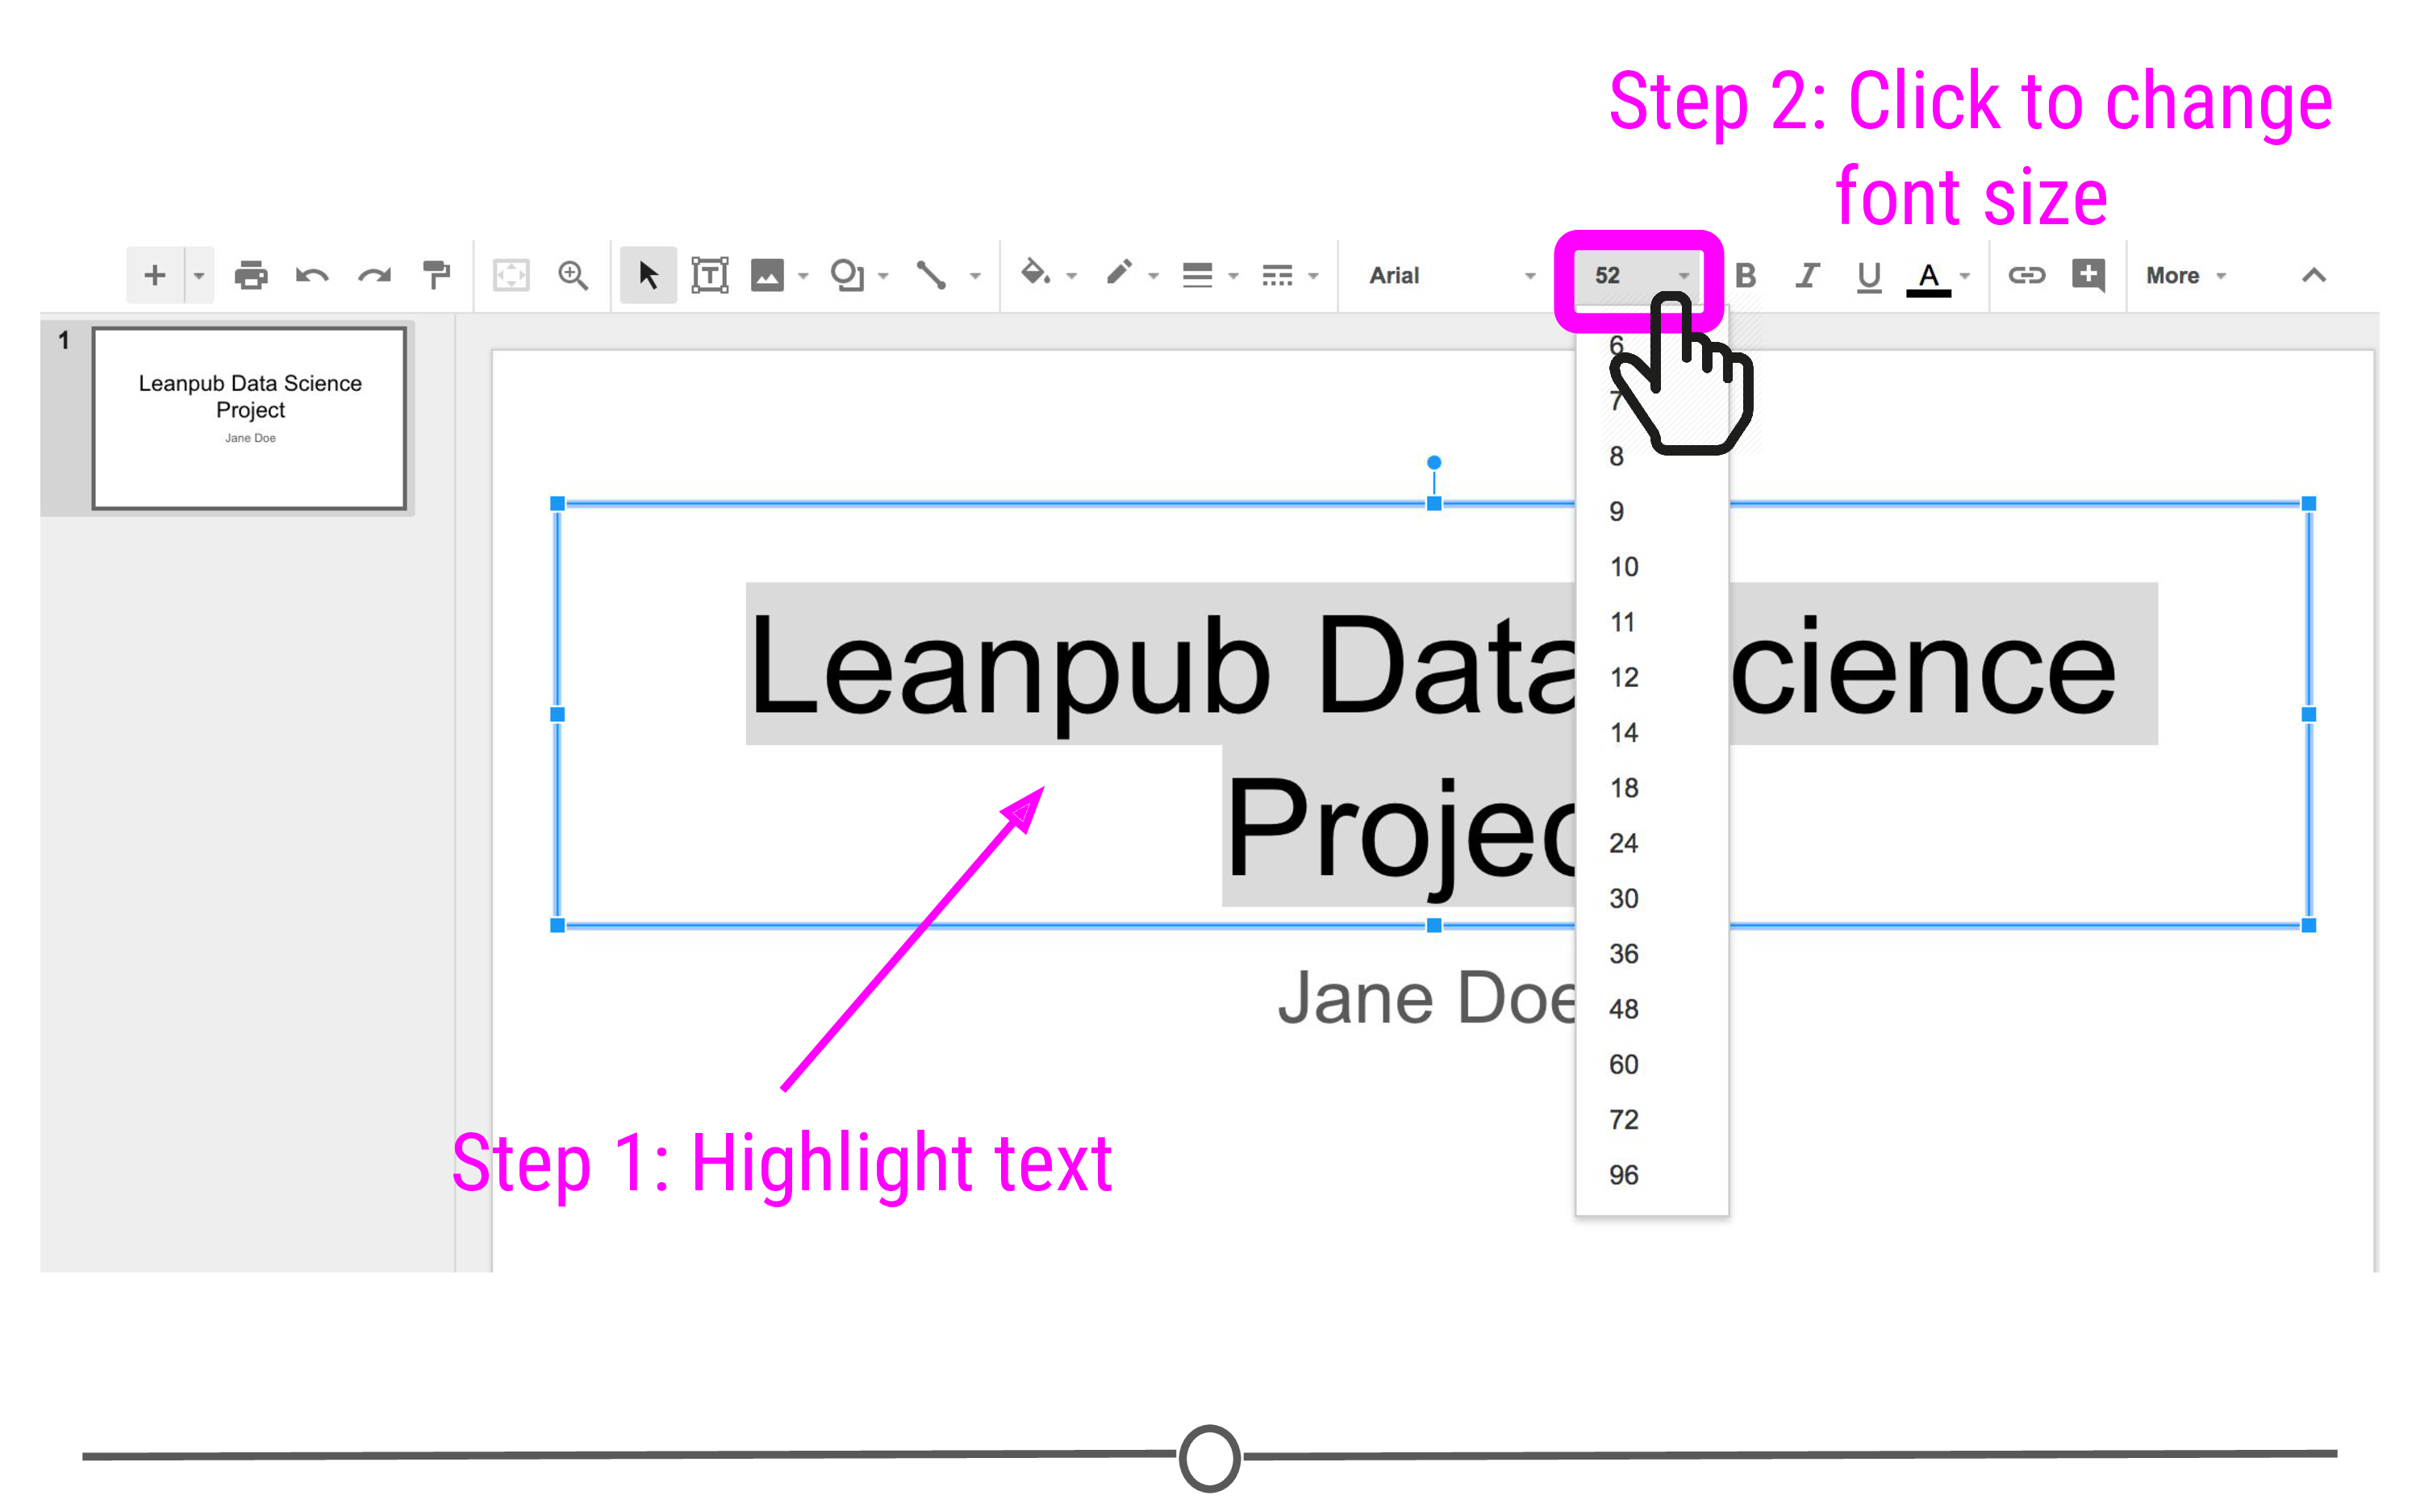 Step 2: Click to change
font size
Arial
52
B
I
U
A
More
1
Leanpub Data Science
Project
Jane Doe
6
7
8
9
10
11
12
14
18
24
30
36
48
60
72
96
Leanpub Data cience
Projec
Jane Doe
Step 1: Highlight text